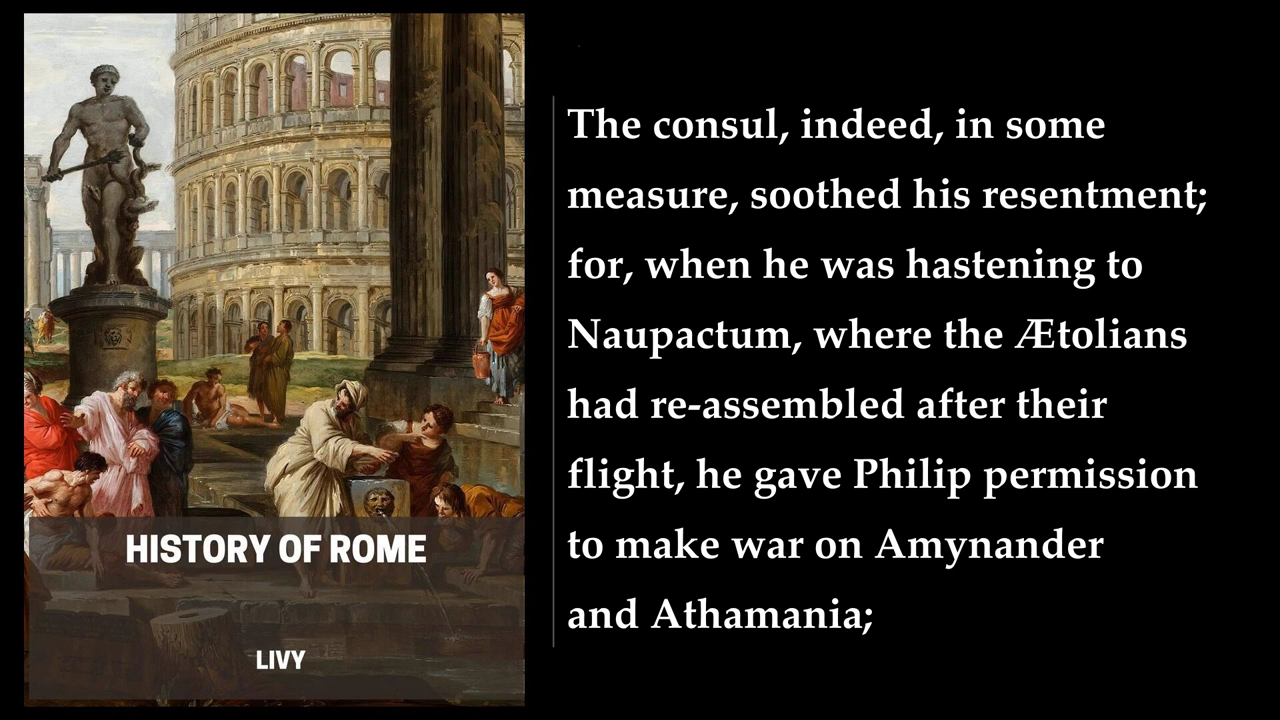 HISTORY OF ROME
LIVY
The consul, indeed, in some
measure, soothed his resentment;
for, when he was hastening to
Naupactum, where the Ætolians
had re-assembled after their
flight, he gave Philip permission
to make war on Amynander
and Athamania;